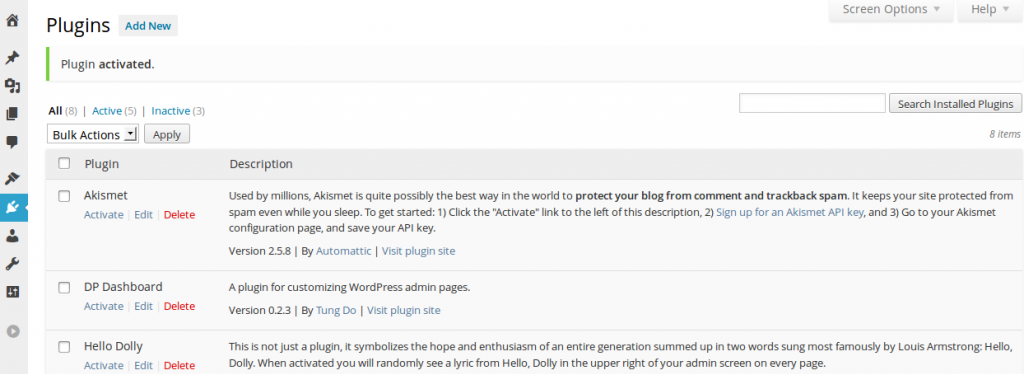 Screen Options Help
Plugins Add New
Plugin activated.
All (8) | Active (5) | Inactive (3)
Search Installed Plugins
Bulk Actions Apply
8 items
Plugin Description
Akismet
Activate | Edit | Delete
Used by millions, Akismet is quite possibly the best way in the world to protect your blog from comment and trackback spam. It keeps your site protected from
spam even while you sleep. To get started: 1) Click the "Activate" link to the left of this description, 2) Sign up for an Akismet API key, and 3) Go to your Akismet
configuration page, and save your API key.
Version 2.5.8 | By Automattic | Visit plugin site
DP Dashboard
Activate | Edit | Delete
A plugin for customizing WordPress admin pages.
Version 0.2.3 | By Tung Do | Visit plugin site
Hello Dolly
Activate | Edit | Delete
This is not just a plugin, it symbolizes the hope and enthusiasm of an entire generation summed up in two words sung most famously by Louis Armstrong: Hello,
Dolly. When activated you will randomly see a lyric from Hello, Dolly in the upper right of your admin screen on every page.